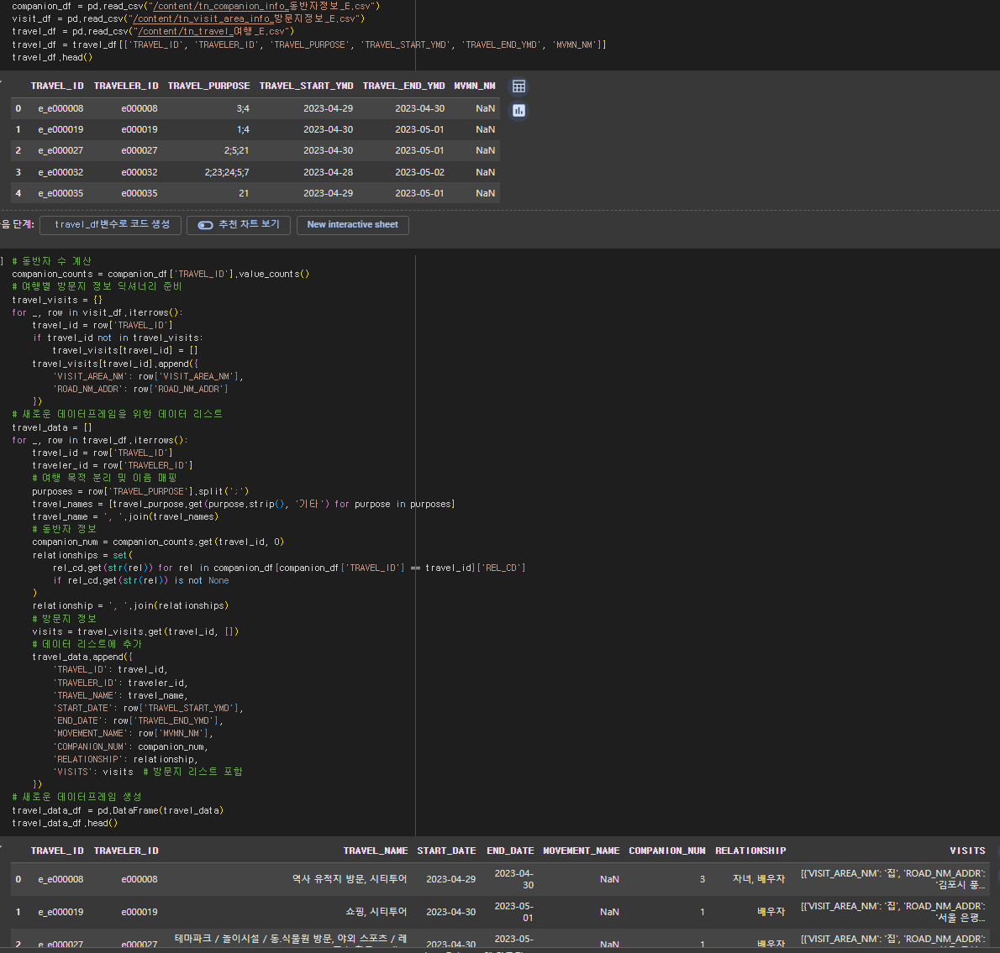 companion_df = pd.read_csv("/content/tn_companion_info_동반자정보_E.csv")
visit_df = pd.read_csv("/content/tn_visit_area_info_방문지정보_E.csv")
travel_df = pd.read_csv("/content/tn_travel_여행_E.csv")
travel_df = travel_df[['TRAVEL_ID', 'TRAVELER_ID', 'TRAVEL_PURPOSE', 'TRAVEL_START_YMD', 'TRAVEL_END_YMD', 'MVMN_NM']]
travel_df.head()
TRAVEL_ID TRAVELER_ID TRAVEL_PURPOSE TRAVEL_START_YMD TRAVEL_END_YMD MVMN_NM
0 e_e000008 e000008 3;4 2023-04-29 2023-04-30 NaN
1 e_e000019 e000019 1;4 2023-04-30 2023-05-01 NaN
2 e_e000027 e000027 2;5;21 2023-04-30 2023-05-01 NaN
3 e_e000032 e000032 2;23;24;5;7 2023-04-28 2023-05-02 NaN
4 e_e000035 e000035 21 2023-04-29 2023-05-01 NaN
음 단계: travel_df변수로 코드 생성 추천 차트 보기 New interactive sheet
] # 동반자 수 계산
companion_counts = companion_df['TRAVEL_ID'].value_counts()
# 여행별 방문지 정보 딕셔너리 준비
travel_visits = {}
for _, row in visit_df.iterrows():
    travel_id = row['TRAVEL_ID']
    if travel_id not in travel_visits:
        travel_visits[travel_id] = []
    travel_visits[travel_id].append({
        'VISIT_AREA_NM': row['VISIT_AREA_NM'],
        'ROAD_NM_ADDR': row['ROAD_NM_ADDR']
    })
# 새로운 데이터프레임을 위한 데이터 리스트
travel_data = []
for _, row in travel_df.iterrows():
    travel_id = row['TRAVEL_ID']
    traveler_id = row['TRAVELER_ID']
    # 여행 목적 분리 및 이름 매핑
    purposes = row['TRAVEL_PURPOSE'].split(';')
    travel_names = [travel_purpose.get(purpose.strip(), '기타') for purpose in purposes]
    travel_name = ', '.join(travel_names)
    # 동반자 정보
    companion_num = companion_counts.get(travel_id, 0)
    relationships = set(
        rel_cd.get(str(rel)) for rel in companion_df[companion_df['TRAVEL_ID'] == travel_id]['REL_CD']
        if rel_cd.get(str(rel)) is not None
    )
    relationship = ', '.join(relationships)
    # 방문지 정보
    visits = travel_visits.get(travel_id, [])
    # 데이터 리스트에 추가
    travel_data.append({
        'TRAVEL_ID': travel_id,
        'TRAVELER_ID': traveler_id,
        'TRAVEL_NAME': travel_name,
        'START_DATE': row['TRAVEL_START_YMD'],
        'END_DATE': row['TRAVEL_END_YMD'],
        'MOVEMENT_NAME': row['MVMN_NM'],
        'COMPANION_NUM': companion_num,
        'RELATIONSHIP': relationship,
        'VISITS': visits  # 방문지 리스트 포함
    })
# 새로운 데이터프레임 생성
travel_data_df = pd.DataFrame(travel_data)
travel_data_df.head()
TRAVEL_ID TRAVELER_ID TRAVEL_NAME START_DATE END_DATE MOVEMENT_NAME COMPANION_NUM RELATIONSHIP VISITS
0 e_e000008 e000008 역사 유적지 방문, 시티투어 2023-04-29 2023-04-30 NaN 3 자녀, 배우자 [{'VISIT_AREA_NM': '집', 'ROAD_NM_ADDR': '김포시 풍...
1 e_e000019 e000019 쇼핑, 시티투어 2023-04-30 2023-05-01 NaN 1 배우자 [{'VISIT_AREA_NM': '집', 'ROAD_NM_ADDR': '서울 은평...
2 e_e000027 e000027 테마파크 / 놀이시설 / 동.식물원 방문, 야외 스포츠 / 레 2023-04-30 2023-05- NaN 1 배우자 [{'VISIT_AREA_NM': '집', 'ROAD_NM_ADDR':